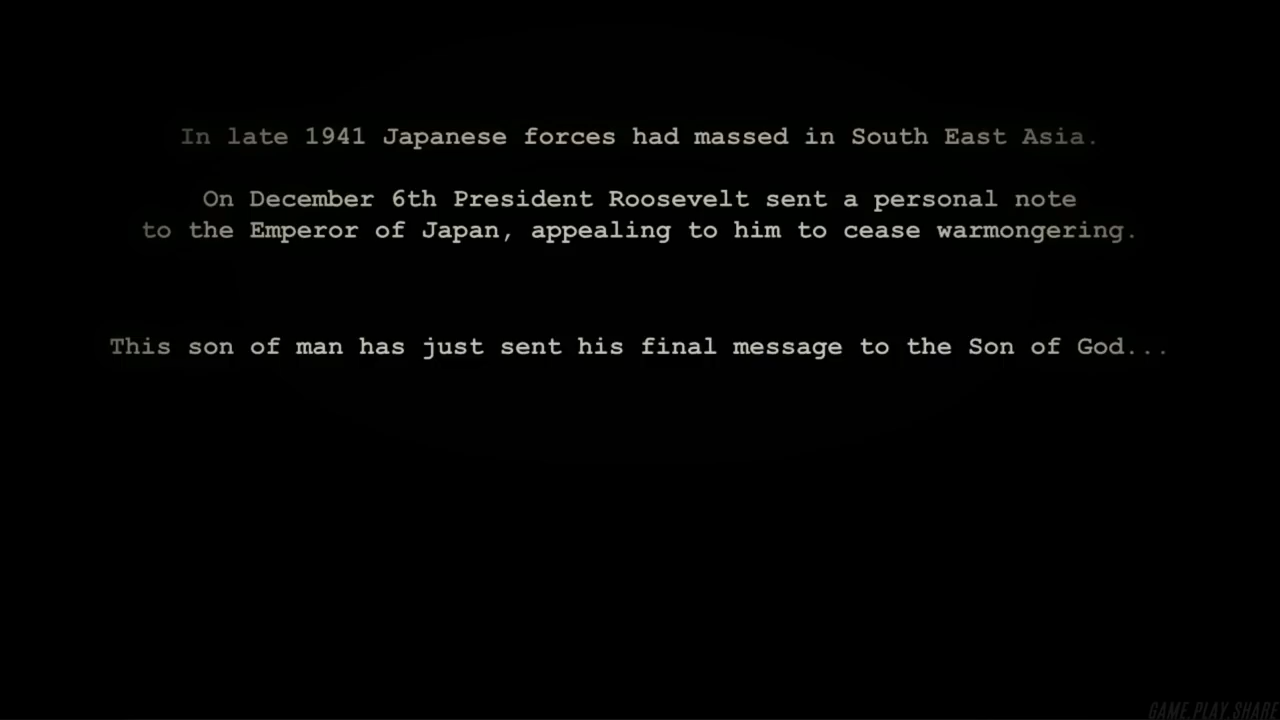 In late 1941 Japanese forces had massed in South East Asia.
On December 6th President Roosevelt sent a personal note
to the Emperor of Japan, appealing to him to cease warmongering.
This son of man has just sent his final message to the Son of God...
GAME PLAY SHARE